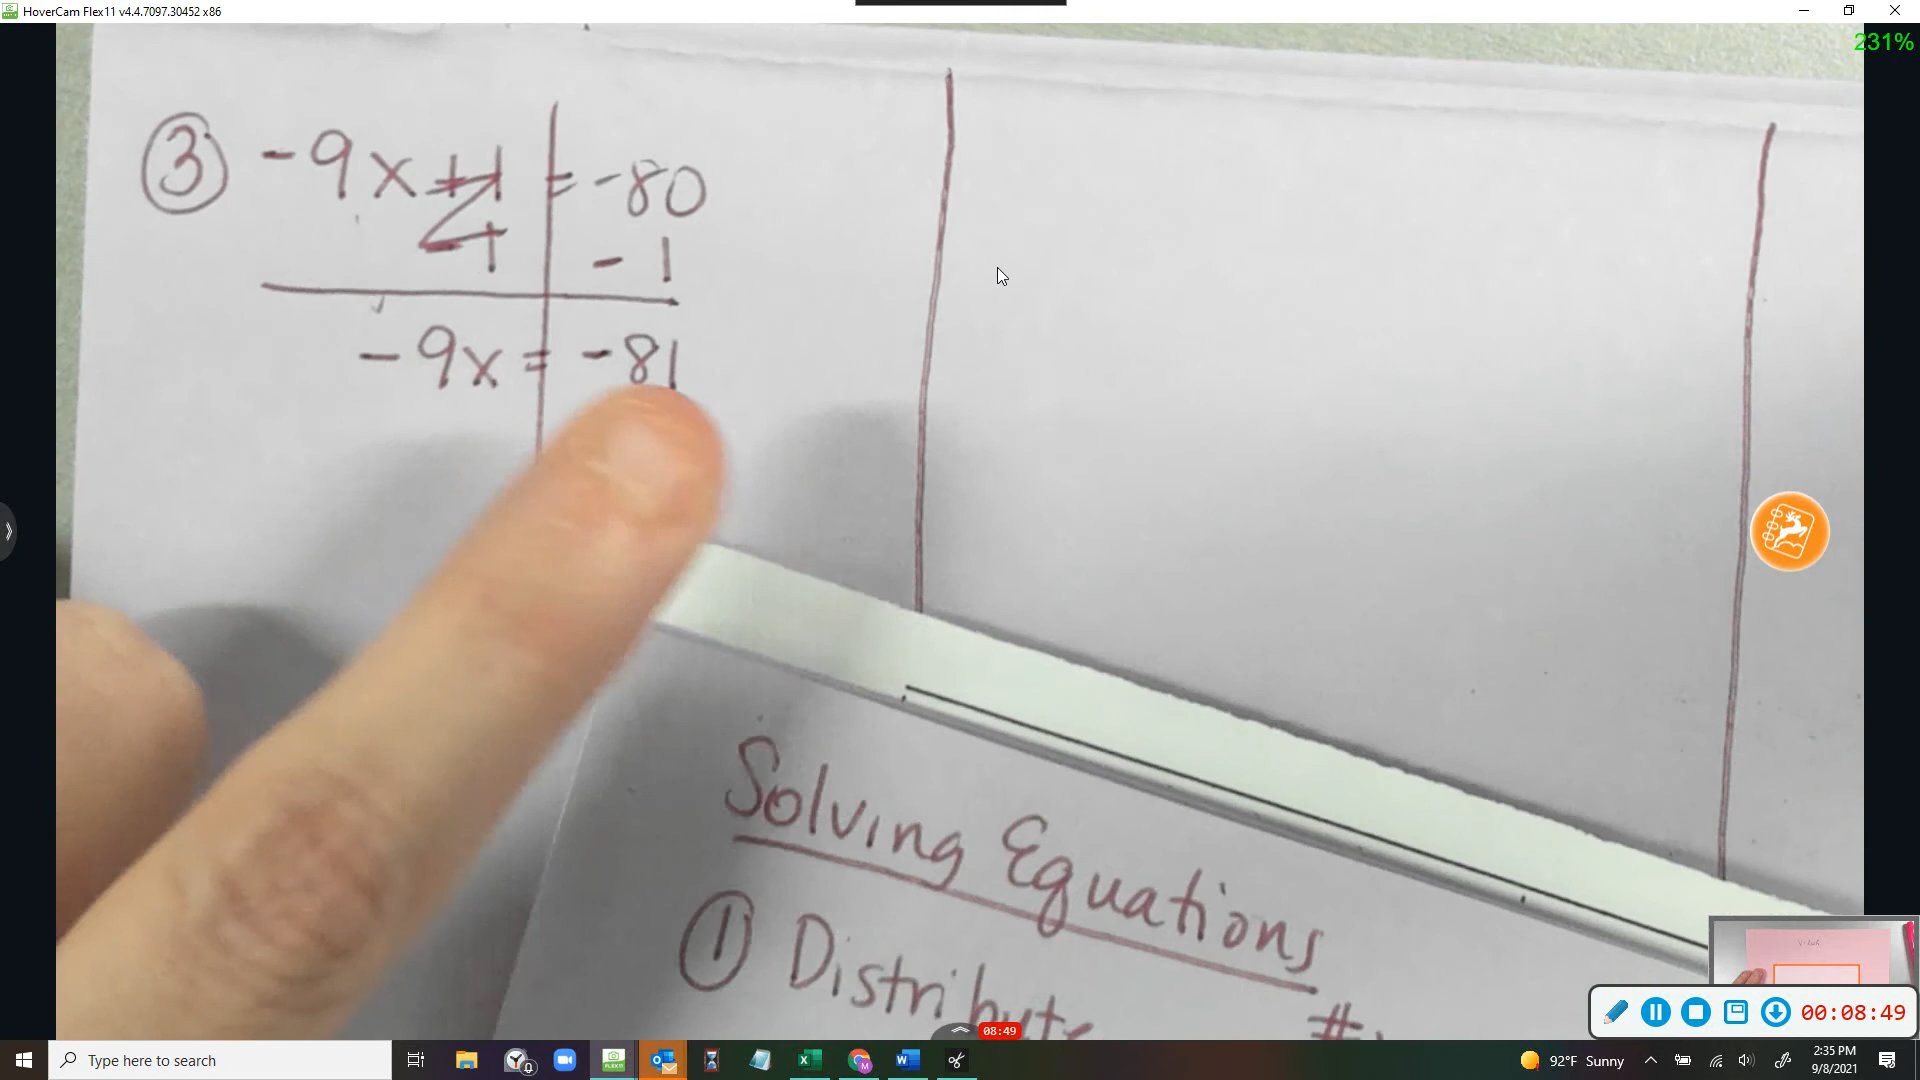 HoverCam Flex11 v4.4.7097.30452 x86
231%
③ -9x+1 = -80
-1 -1
-9x = -81
Solving Equations
① Distribute #
08:49
00:08:49
Type here to search
92°F Sunny
2:35 PM
9/8/2021